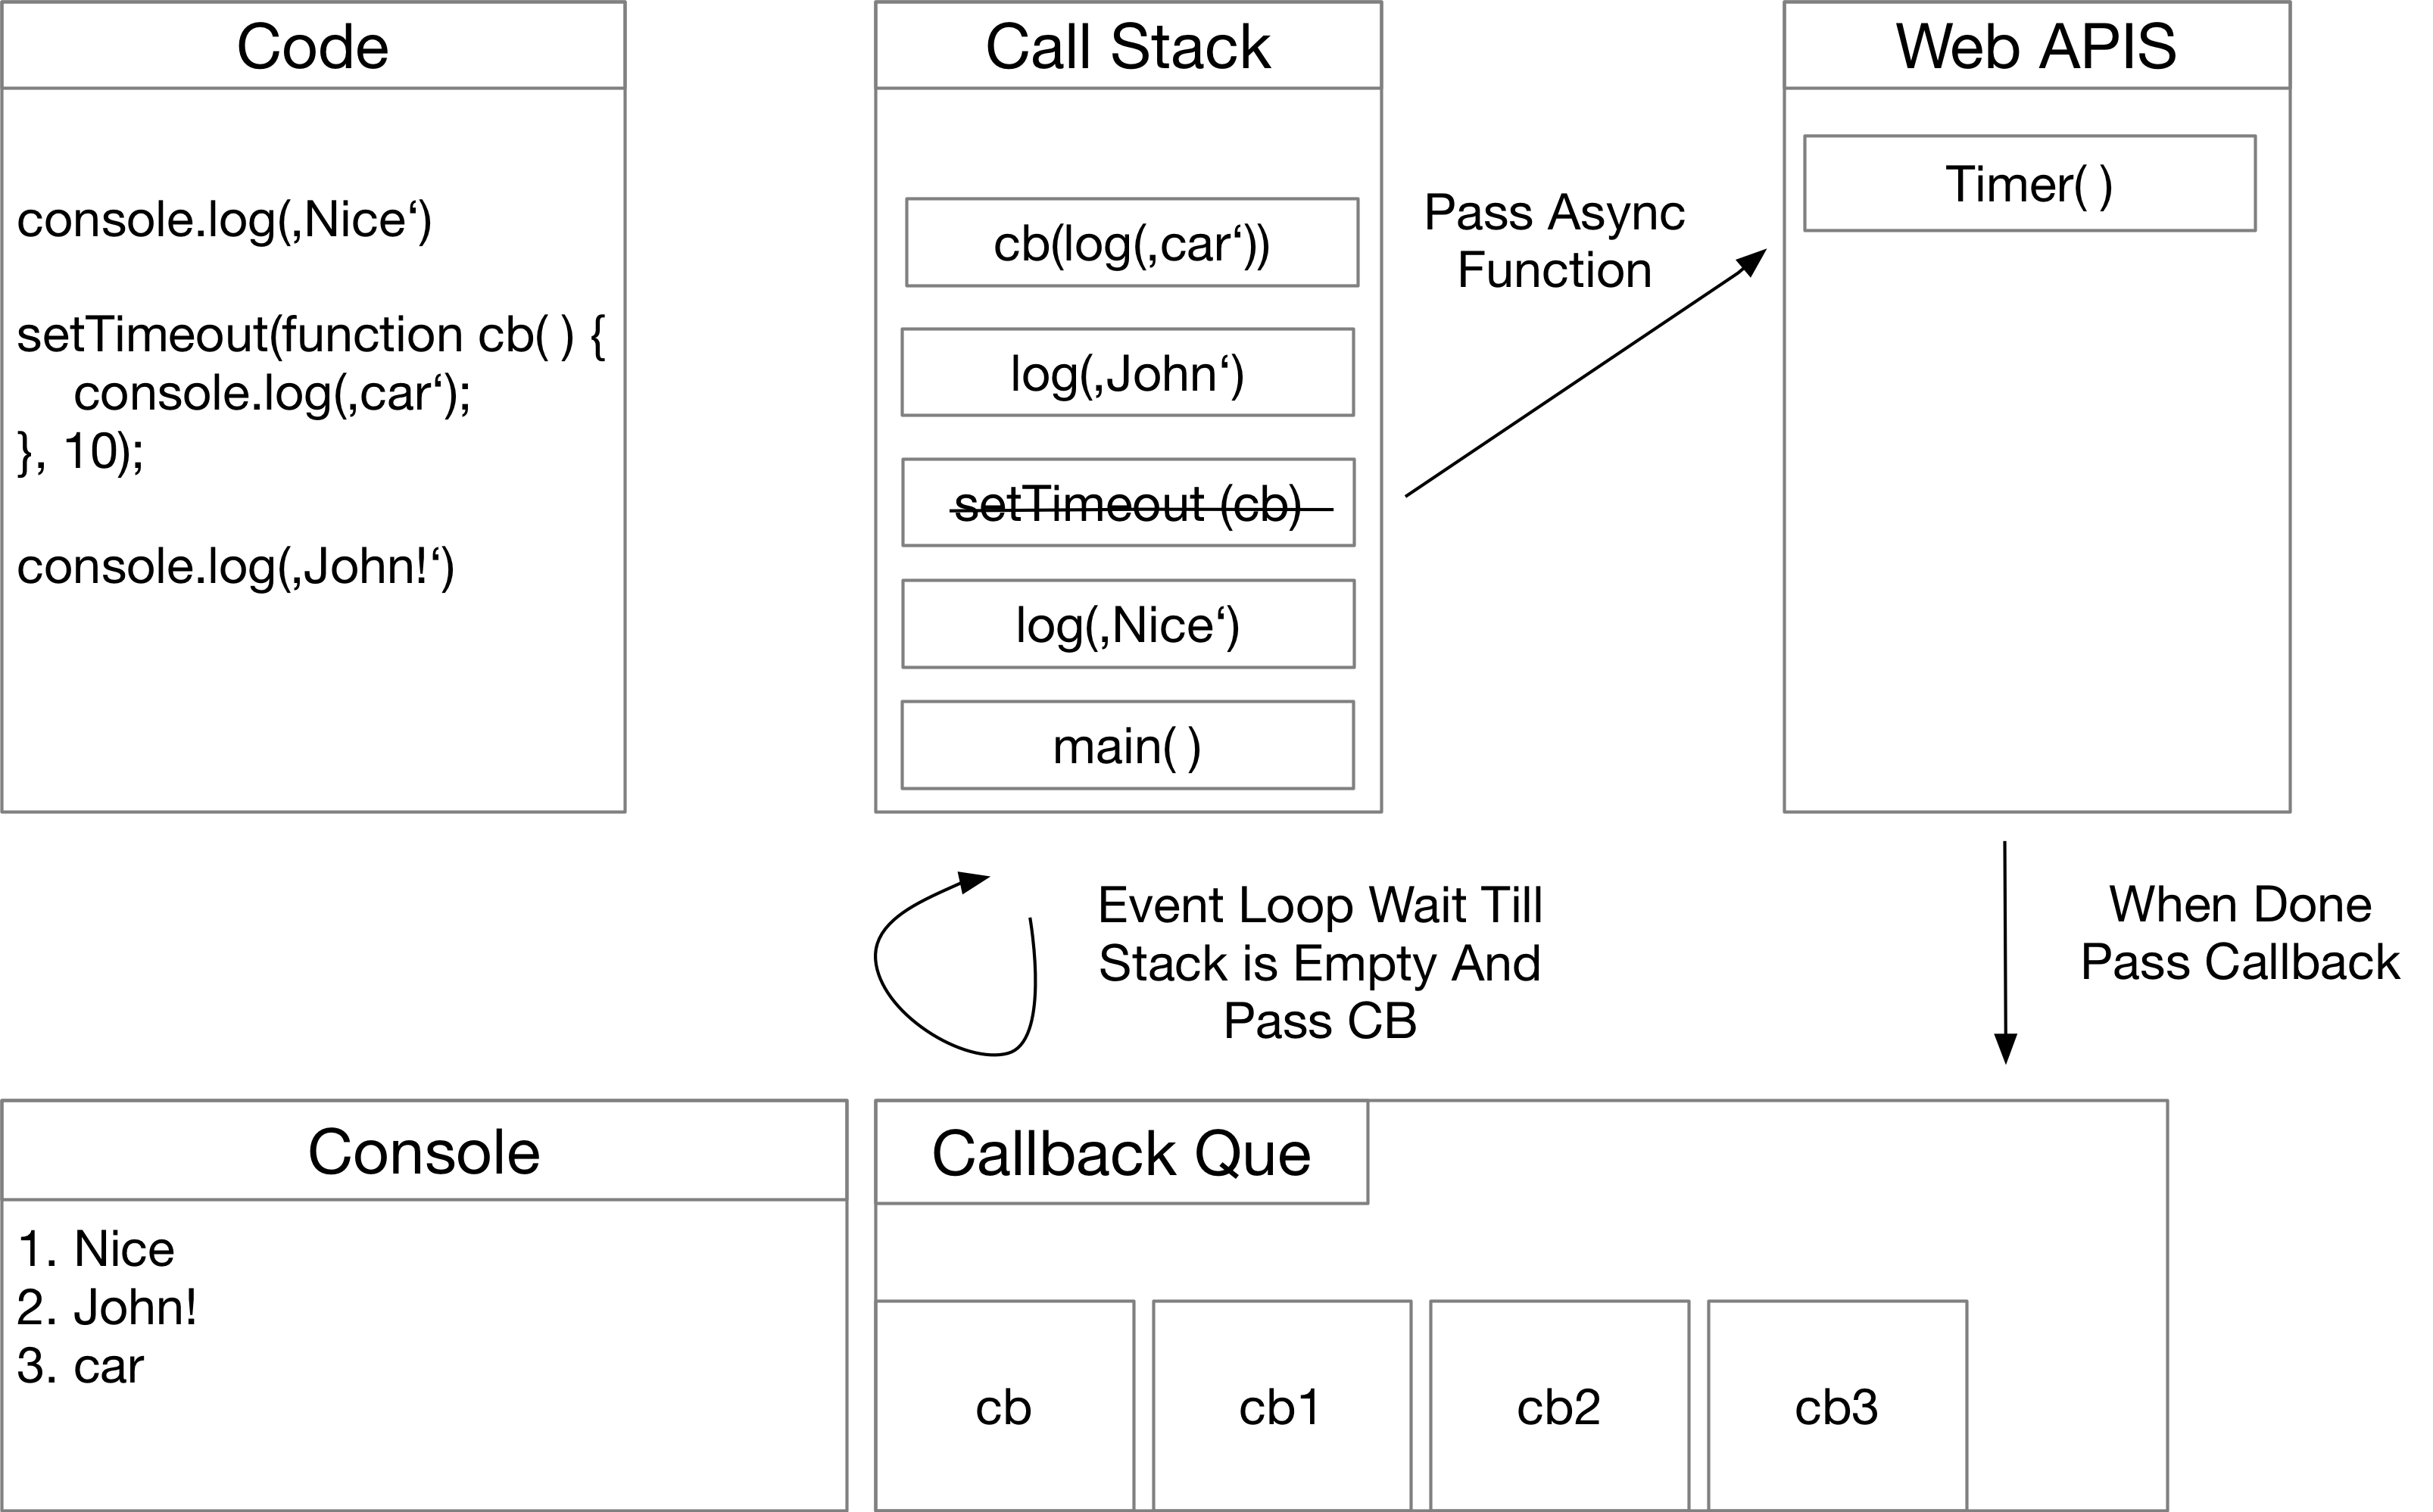 Code
console.log(‚Nice‘)
setTimeout(function cb( ) {
console.log(‚car‘);
}, 10);
console.log(‚John!‘)
Call Stack
cb(log(‚car‘))
log(‚John‘)
setTimeout (cb)
log(‚Nice‘)
main( )
Pass Async
Function
Web APIS
Timer( )
Event Loop Wait Till
Stack is Empty And
Pass CB
When Done
Pass Callback
Console
1. Nice
2. John!
3. car
Callback Que
cb
cb1
cb2
cb3